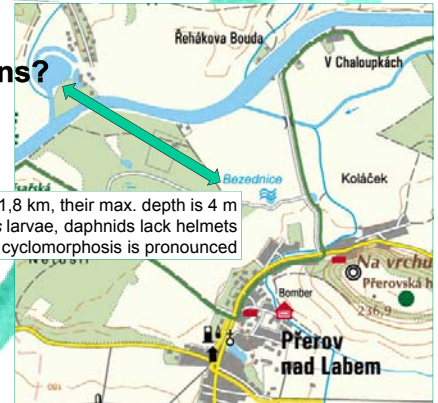 ns?
Řehákova Bouda
V Chaloupkách
Bezednice
Koláček
1,8 km, their max. depth is 4 m
s larvae, daphnids lack helmets
cyclomorphosis is pronounced
Na vrchu
Přerovská h
236,9
Bomber
Přerov
nad Labem